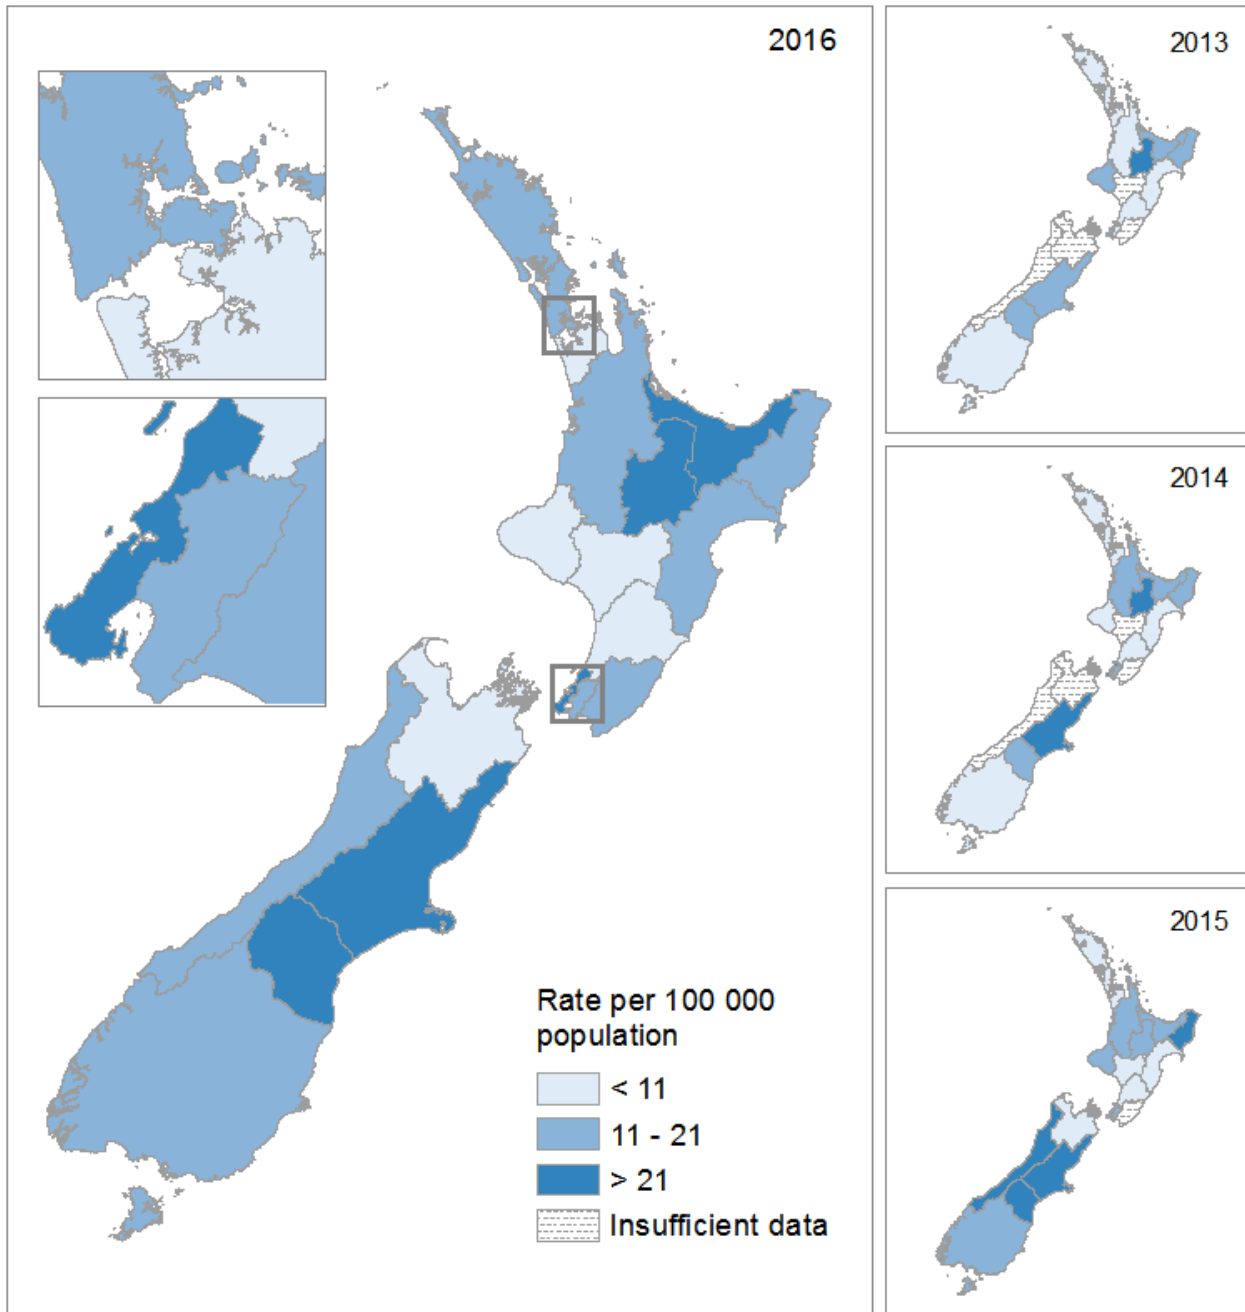 2016
2013
2014
2015
Rate per 100 000
population
< 11
11 - 21
> 21
Insufficient data